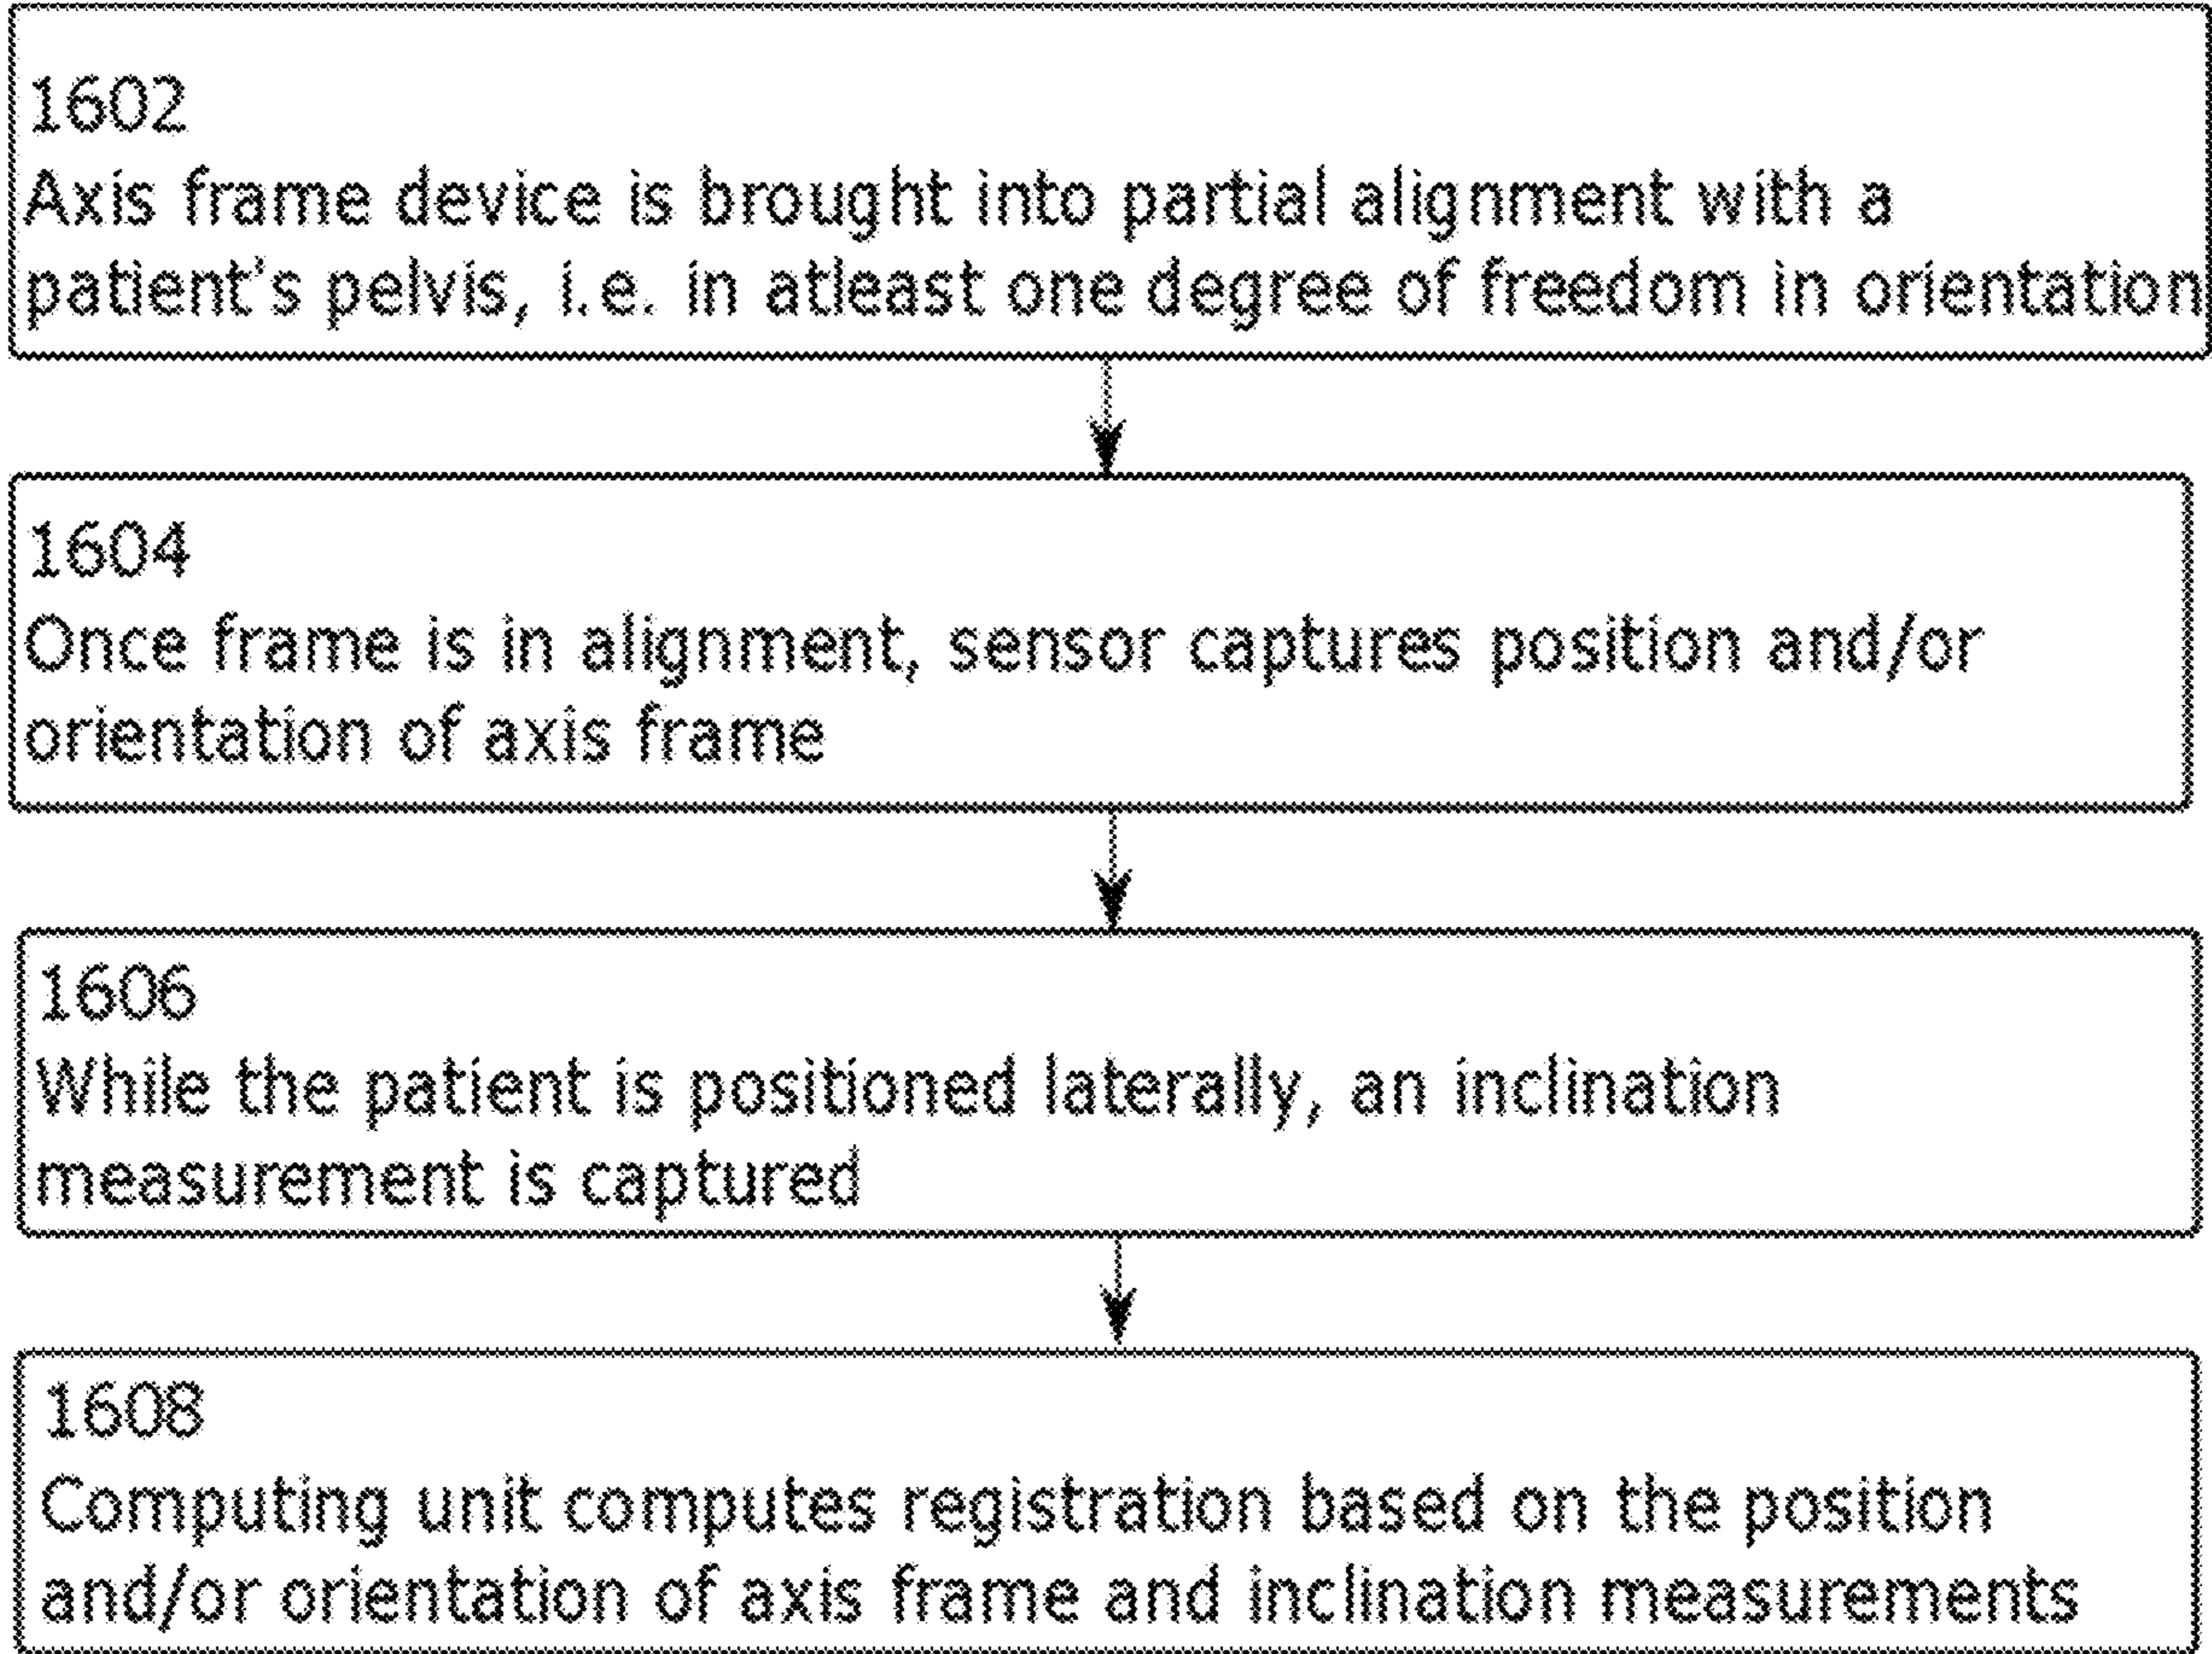 1602
Axis frame device is brought into partial alignment with a
patient's pelvis, i.e. in atleast one degree of freedom in orientation
1604
Once frame is in alignment, sensor captures position and/or
orientation of axis frame
1606
While the patient is positioned laterally, an inclination
measurement is captured
1608
Computing unit computes registration based on the position
and/or orientation of axis frame and inclination measurements